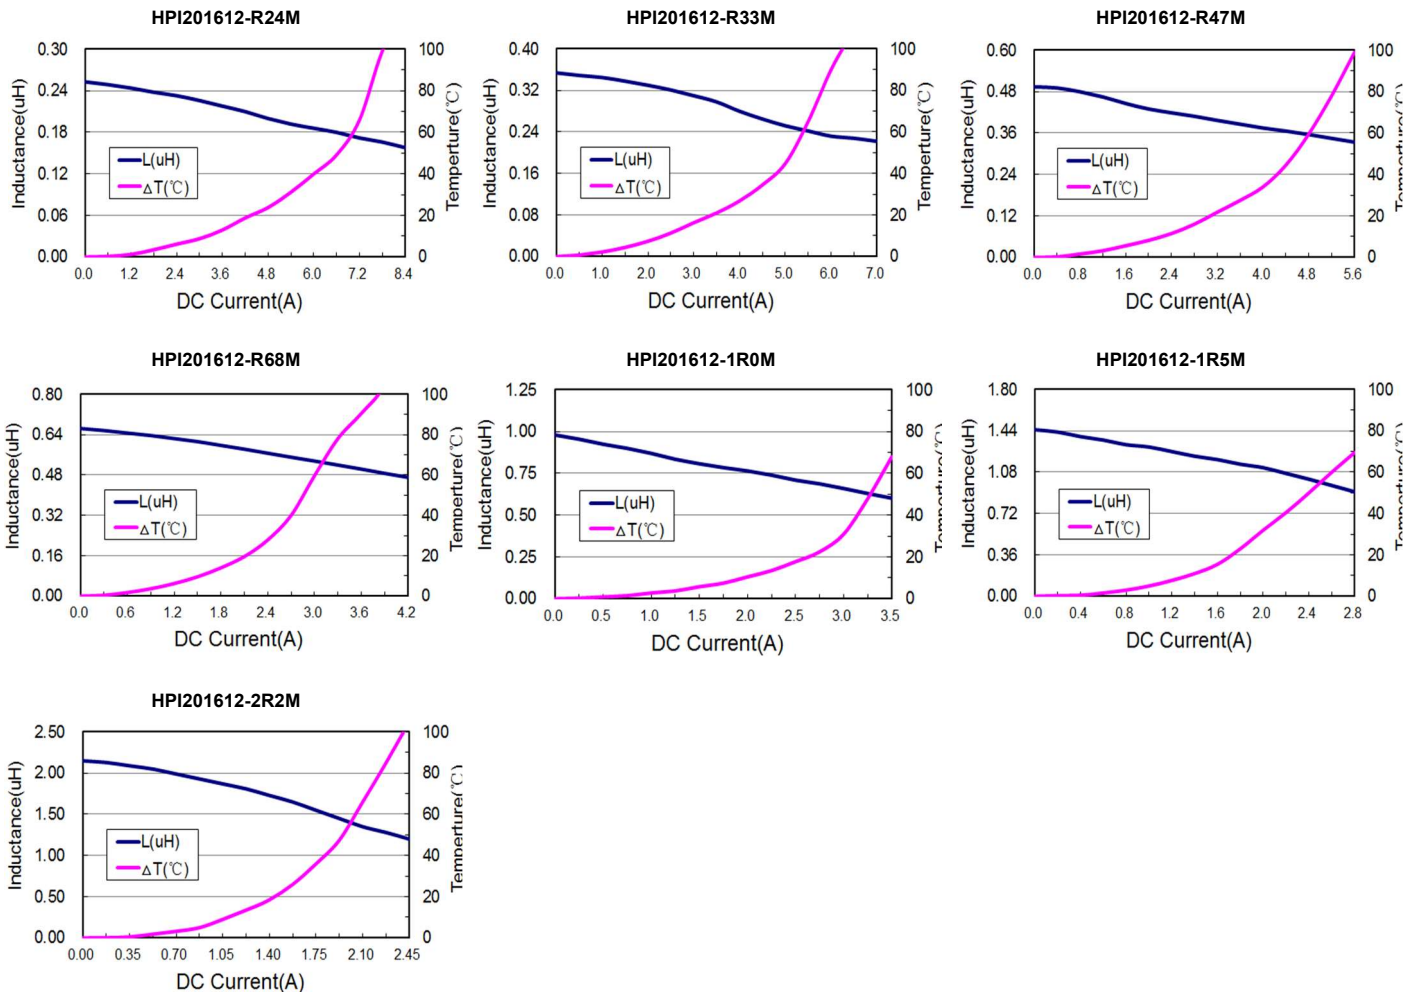 HPI201612-R24M
0.30
0.24
0.18
0.12
0.06
0.00
Inductance(uH)
L(uH)
ΔT(℃)
100
80
60
40
20
0
Temperture(℃)
0.0 1.2 2.4 3.6 4.8 6.0 7.2 8.4
DC Current(A)
HPI201612-R33M
0.40
0.32
0.24
0.16
0.08
0.00
Inductance(uH)
L(uH)
ΔT(℃)
100
80
60
40
20
0
Temperture(℃)
0.0 1.0 2.0 3.0 4.0 5.0 6.0 7.0
DC Current(A)
HPI201612-R47M
0.60
0.48
0.36
0.24
0.12
0.00
Inductance(uH)
L(uH)
ΔT(℃)
100
80
60
40
20
0
Temperture(℃)
0.0 0.8 1.6 2.4 3.2 4.0 4.8 5.6
DC Current(A)
HPI201612-R68M
0.80
0.64
0.48
0.32
0.16
0.00
Inductance(uH)
L(uH)
ΔT(℃)
100
80
60
40
20
0
Temperture(℃)
0.0 0.6 1.2 1.8 2.4 3.0 3.6 4.2
DC Current(A)
HPI201612-1R0M
1.25
1.00
0.75
0.50
0.25
0.00
Inductance(uH)
L(uH)
ΔT(℃)
100
80
60
40
20
0
Temperture(℃)
0.0 0.5 1.0 1.5 2.0 2.5 3.0 3.5
DC Current(A)
HPI201612-1R5M
1.80
1.44
1.08
0.72
0.36
0.00
Inductance(uH)
L(uH)
ΔT(℃)
100
80
60
40
20
0
Temperture(℃)
0.0 0.4 0.8 1.2 1.6 2.0 2.4 2.8
DC Current(A)
HPI201612-2R2M
2.50
2.00
1.50
1.00
0.50
0.00
Inductance(uH)
L(uH)
ΔT(℃)
100
80
60
40
20
0
Temperture(℃)
0.00 0.35 0.70 1.05 1.40 1.75 2.10 2.45
DC Current(A)